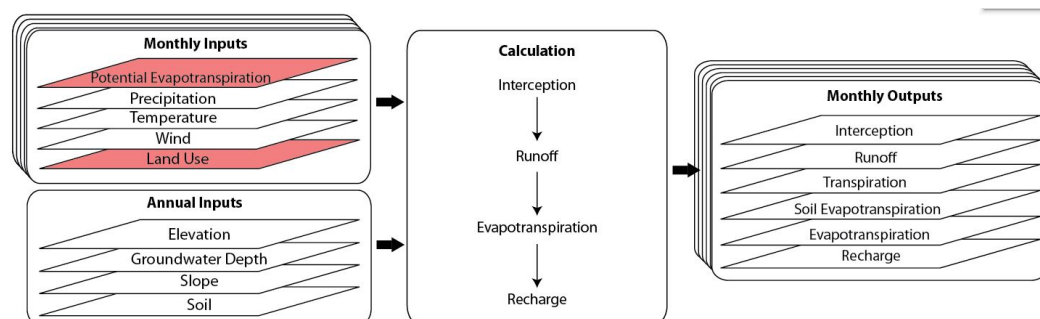 Monthly Inputs
Potential Evapotranspiration
Precipitation
Temperature
Wind
Land Use
Annual Inputs
Elevation
Groundwater Depth
Slope
Soil
Calculation
Interception
Runoff
Evapotranspiration
Recharge
Monthly Outputs
Interception
Runoff
Transpiration
Soil Evapotranspiration
Evapotranspiration
Recharge